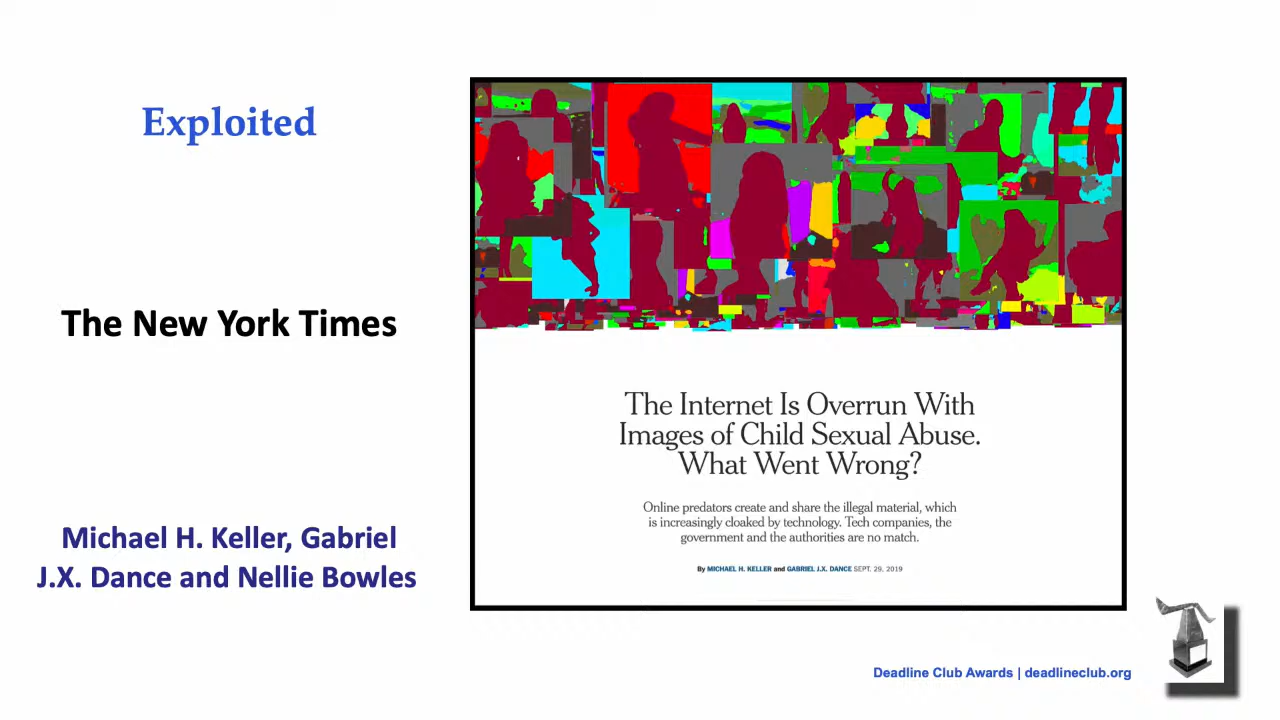 Exploited
The New York Times
Michael H. Keller, Gabriel
J.X. Dance and Nellie Bowles
The Internet Is Overrun With
Images of Child Sexual Abuse.
What Went Wrong?
Online predators create and share the illegal material, which
is increasingly cloaked by technology. Tech companies, the
government and the authorities are no match.
By MICHAEL H. KELLER and GABRIEL J.X. DANCE SEPT. 29, 2019
Deadline Club Awards | deadlineclub.org